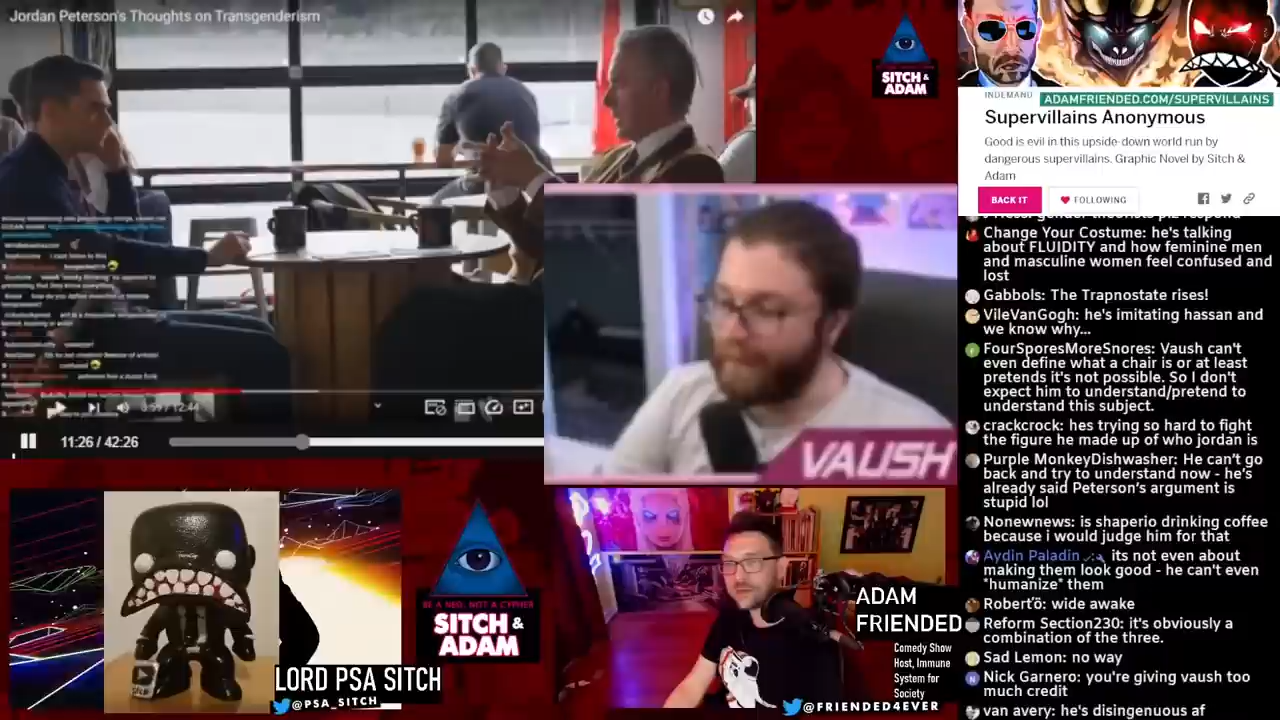 Jordan Peterson's Thoughts on Transgenderism
SITCH &
ADAM
INDEMAND
ADAMFRIENDED.COM/SUPERVILLAINS
Supervillains Anonymous
Good is evil in this upside-down world run by
dangerous supervillains. Graphic Novel by Sitch &
Adam
BACK IT
FOLLOWING
Change Your Costume: he's talking
about FLUIDITY and how feminine men
and masculine women feel confused and
lost
Gabbols: The Trapnostate rises!
VileVanGogh: he's imitating hassan and
we know why...
FourSporesMoreSnores: Vaush can't
even define what a chair is or at least
pretends it's not possible. So I don't
expect him to understand/pretend to
understand this subject.
crackcrock: hes trying so hard to fight
the figure he made up of who jordan is
Purple MonkeyDishwasher: He can't go
back and try to understand now - he's
already said Peterson's argument is
stupid lol
Nonewnews: is shaperio drinking coffee
because i would judge him for that
Aydin Paladin its not even about
making them look good - he can't even
*humanize* them
Robertö: wide awake
Reform Section230: it's obviously a
combination of the three.
Sad Lemon: no way
Nick Garnero: you're giving vaush too
much credit
van avery: he's disingenuous af
3:59 / 12:44
11:26 / 42:26
VAUSH
BE A NEO, NOT A CYPHER
SITCH &
ADAM
LORD PSA SITCH
@PSA_SITCH
ADAM
FRIENDED
Comedy Show
Host, Immune
System for
Society
@FRIENDED4EVER